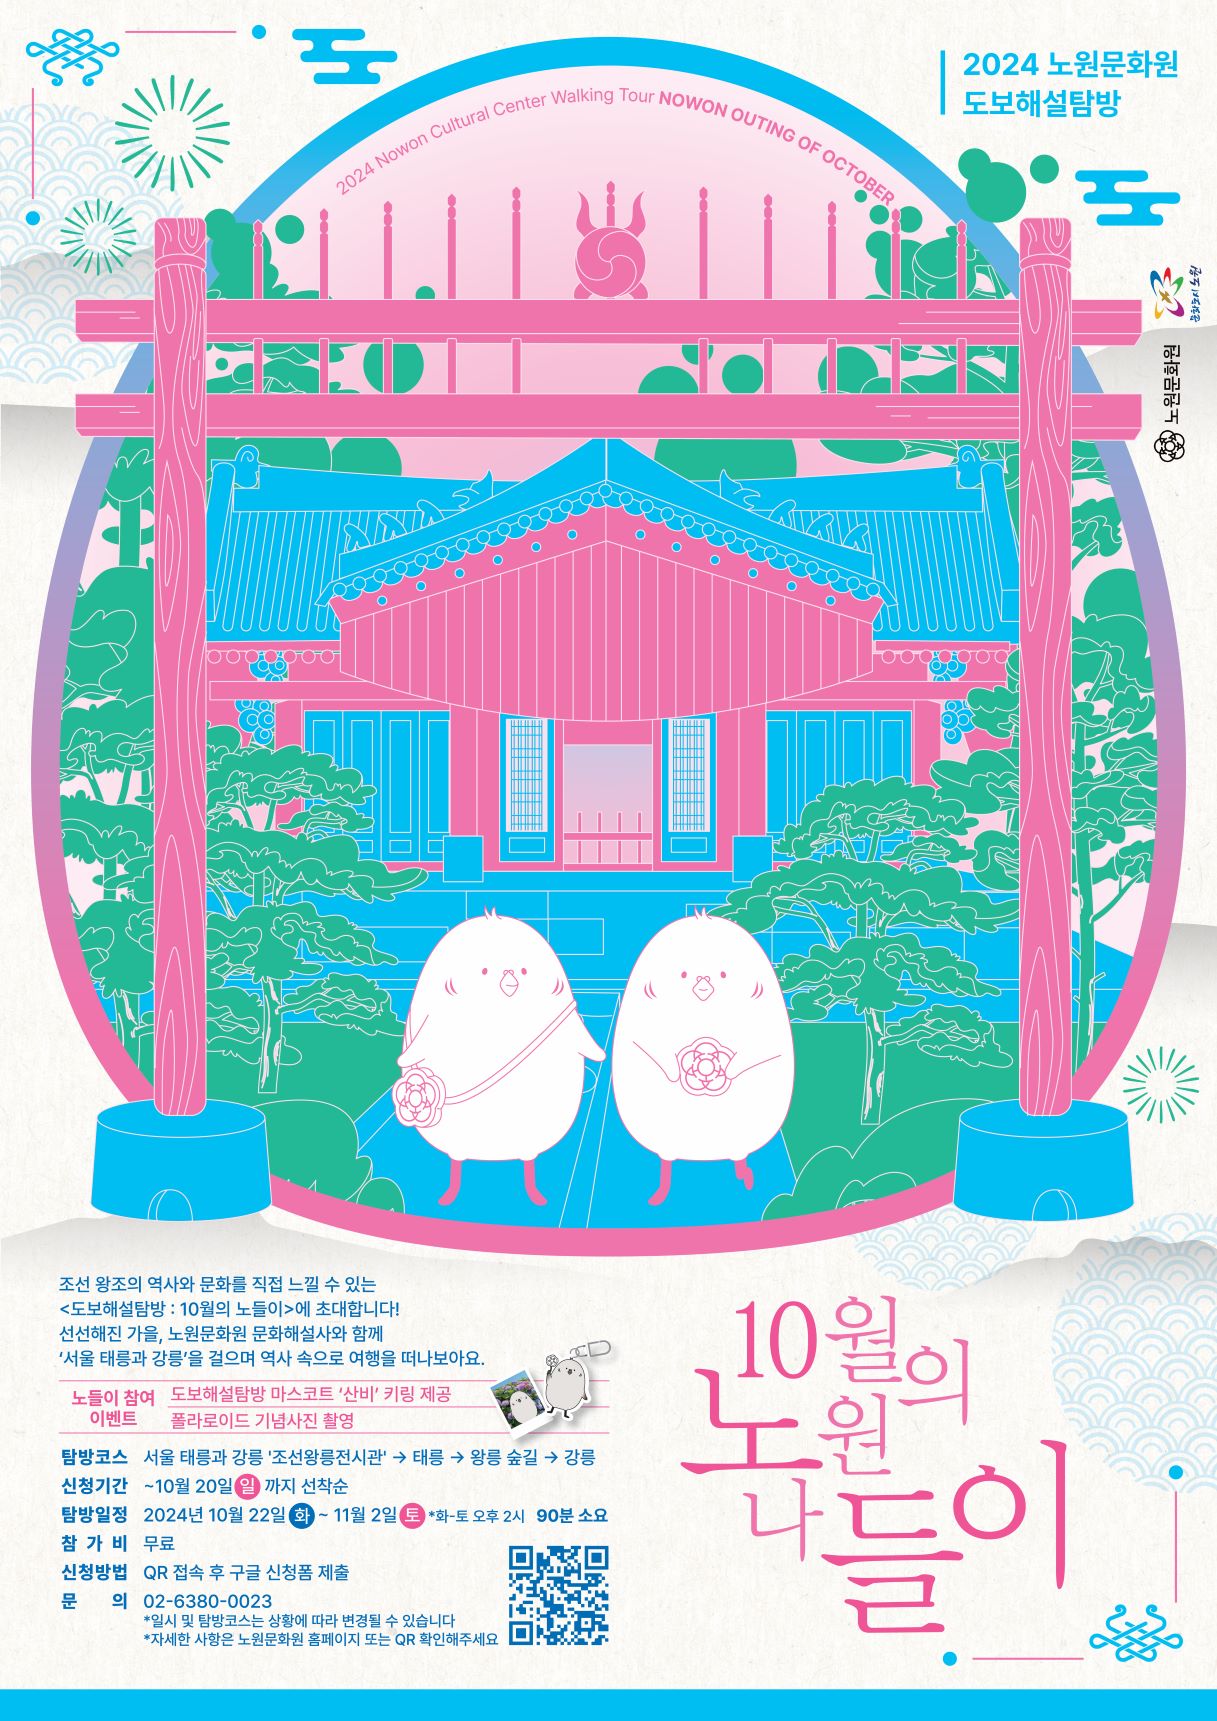 2024 노원문화원
도보해설탐방
2024 Nowon Cultural Center Walking Tour NOWON OUTING OF OCTOBER
노원문화원
조선 왕조의 역사와 문화를 직접 느낄 수 있는
<도보해설탐방 : 10월의 노들이>에 초대합니다!
선선해진 가을, 노원문화원 문화해설사와 함께
‘서울 태릉과 강릉’을 걸으며 역사 속으로 여행을 떠나보아요.
노들이 참여 이벤트
도보해설탐방 마스코트 ‘산비’ 키링 제공
폴라로이드 기념사진 촬영
탐방코스 서울 태릉과 강릉 '조선왕릉전시관' → 태릉 → 왕릉 숲길 → 강릉
신청기간 ~10월 20일 일 까지 선착순
탐방일정 2024년 10월 22일 화 ~ 11월 2일 토 *화-토 오후 2시 90분 소요
참 가 비 무료
신청방법 QR 접속 후 구글 신청폼 제출
문 의 02-6380-0023
*일시 및 탐방코스는 상황에 따라 변경될 수 있습니다
*자세한 사항은 노원문화원 홈페이지 또는 QR 확인해주세요
10월의
노원
나들이